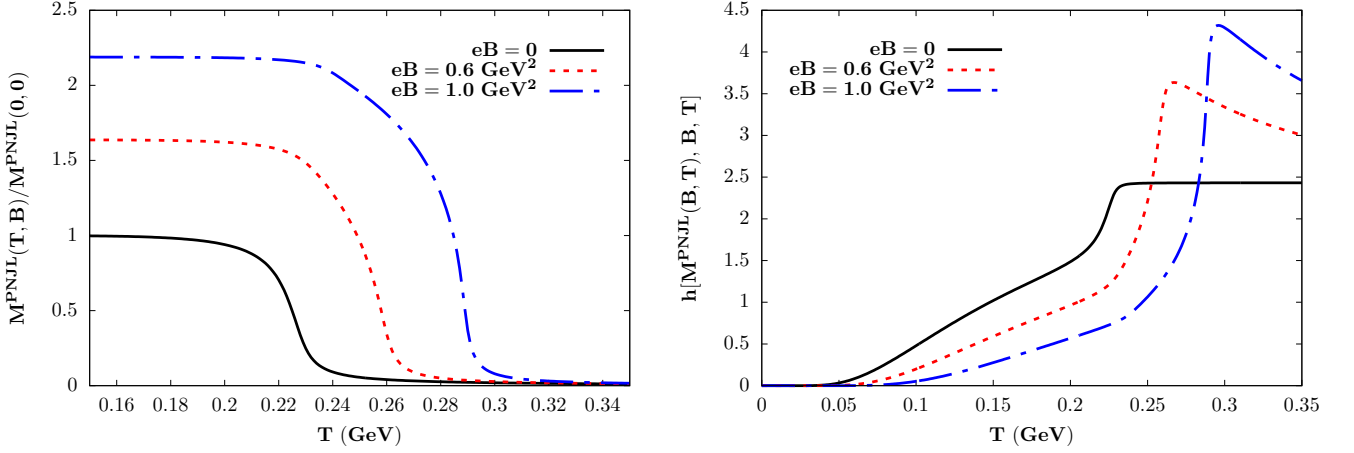 M^PNJL(T, B)/M^PNJL(0, 0)
2.5
2
1.5
1
0.5
0
0.16 0.18 0.2 0.22 0.24 0.26 0.28 0.3 0.32 0.34
T (GeV)
eB = 0
eB = 0.6 GeV²
eB = 1.0 GeV²
h[M^PNJL(B, T), B, T]
4.5
4
3.5
3
2.5
2
1.5
1
0.5
0
0 0.05 0.1 0.15 0.2 0.25 0.3 0.35
T (GeV)
eB = 0
eB = 0.6 GeV²
eB = 1.0 GeV²